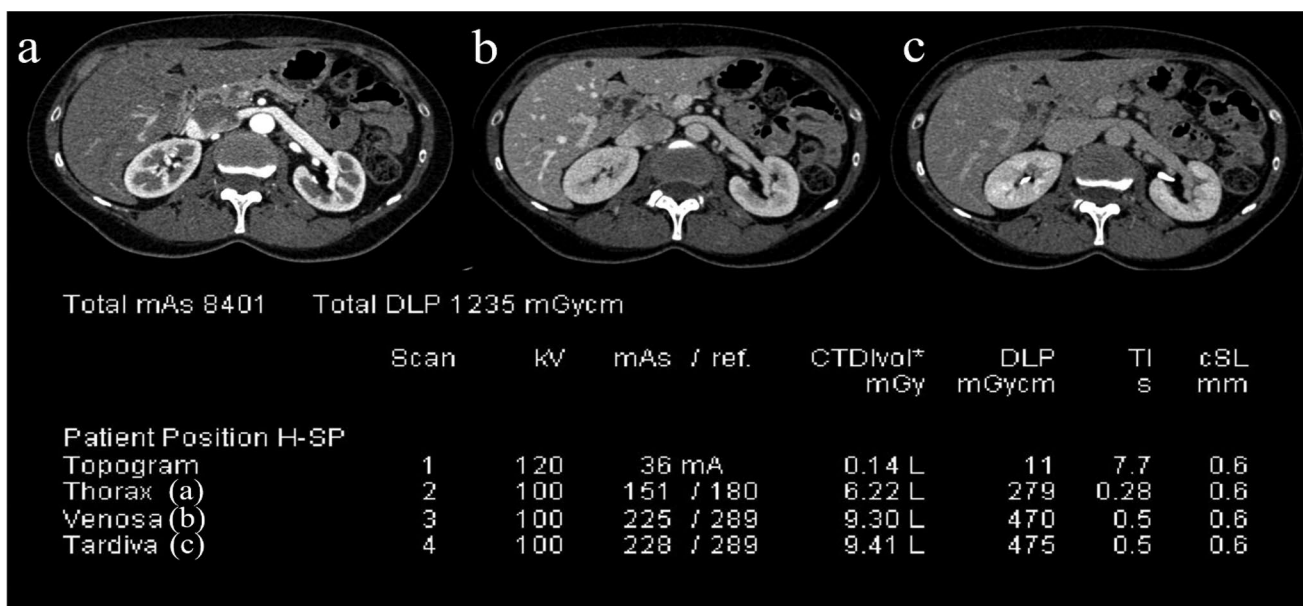 a b c
Total mAs 8401 Total DLP 1235 mGycm
Scan kV mAs / ref. CTDIvol* DLP TI cSL
mGy mGycm s mm
Patient Position H-SP
Topogram 1 120 36 mA 0.14 L 11 7.7 0.6
Thorax (a) 2 100 151 / 180 6.22 L 279 0.28 0.6
Venosa (b) 3 100 225 / 289 9.30 L 470 0.5 0.6
Tardiva (c) 4 100 228 / 289 9.41 L 475 0.5 0.6